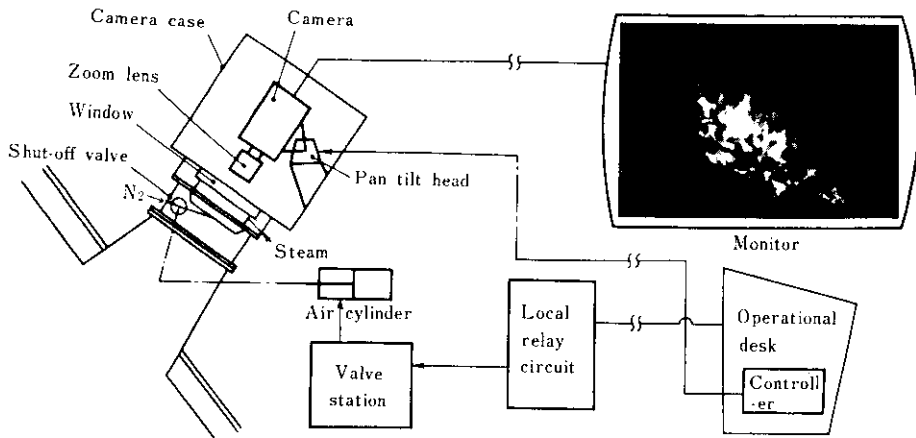 Camera case
Camera
Zoom lens
Window
Shut-off valve
N2
Pan tilt head
Steam
Monitor
Air cylinder
Valve
station
Local
relay
circuit
Operational
desk
Controll
-er